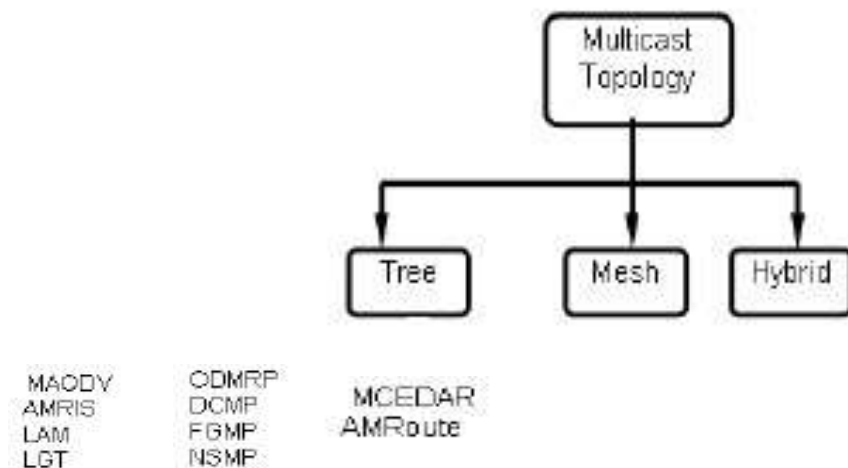 Multicast
Topology
Tree
Mesh
Hybrid
MAODV
AMRIS
LAM
LGT
ODMRP
DCMP
FGMP
NSMP
MCEDAR
AMRoute